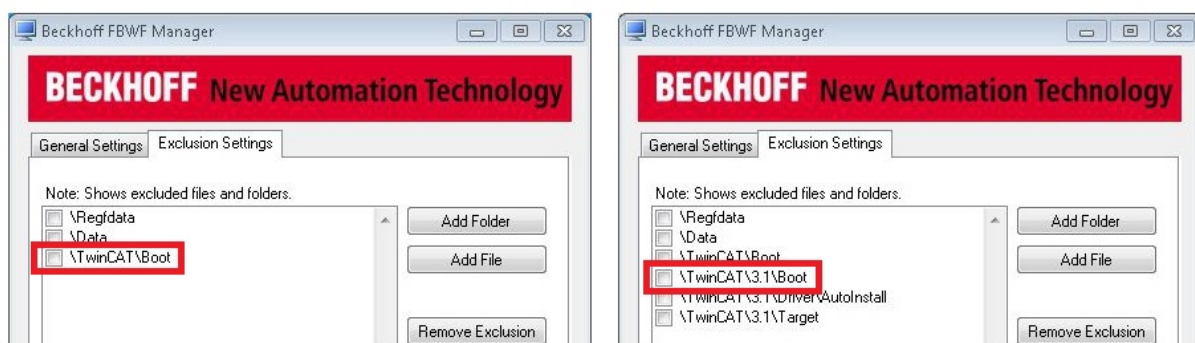 Beckhoff FBWF Manager
BECKHOFF New Automation Technology
General Settings Exclusion Settings
Note: Shows excluded files and folders.
\Regfdata
\Data
\TwinCAT\Boot
Add Folder
Add File
Remove Exclusion
Beckhoff FBWF Manager
BECKHOFF New Automation Technology
General Settings Exclusion Settings
Note: Shows excluded files and folders.
\Regfdata
\Data
\TwinCAT\Boot
\TwinCAT\3.1\Boot
\TwinCAT\3.1\Driver\AutoInstall
\TwinCAT\3.1\Target
Add Folder
Add File
Remove Exclusion